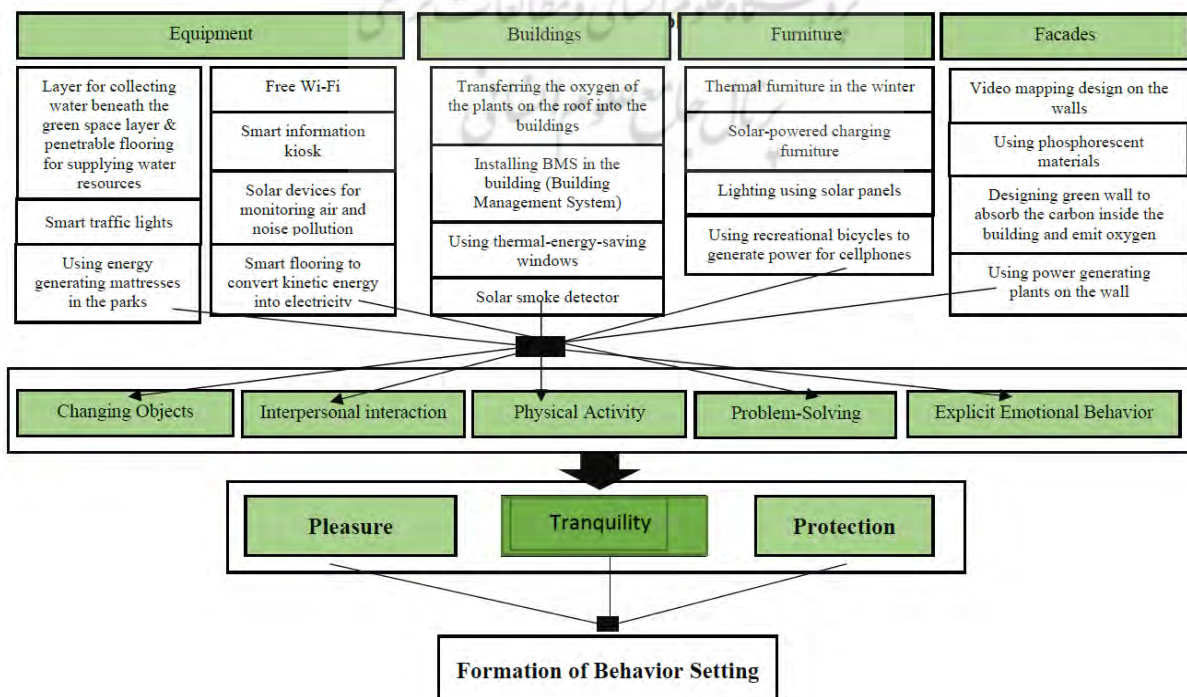 Equipment
Buildings
Furniture
Facades
Layer for collecting
water beneath the
green space layer &
penetrable flooring
for supplying water
resources
Smart traffic lights
Using energy
generating mattresses
in the parks
Free Wi-Fi
Smart information
kiosk
Solar devices for
monitoring air and
noise pollution
Smart flooring to
convert kinetic energy
into electricity
Transferring the oxygen of
the plants on the roof into the
buildings
Installing BMS in the
building (Building
Management System)
Using thermal-energy-saving
windows
Solar smoke detector
Thermal furniture in the winter
Solar-powered charging
furniture
Lighting using solar panels
Using recreational bicycles to
generate power for cellphones
Video mapping design on the
walls
Using phosphorescent
materials
Designing green wall to
absorb the carbon inside the
building and emit oxygen
Using power generating
plants on the wall
Changing Objects
Interpersonal interaction
Physical Activity
Problem-Solving
Explicit Emotional Behavior
Pleasure
Tranquility
Protection
Formation of Behavior Setting